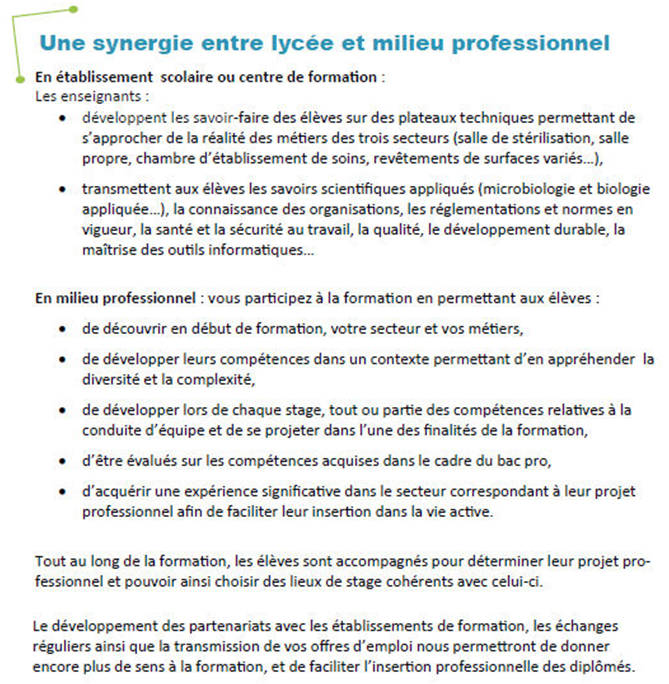 Une synergie entre lycée et milieu professionnel
En établissement scolaire ou centre de formation :
Les enseignants :
• développent les savoir-faire des élèves sur des plateaux techniques permettant de
s’approcher de la réalité des métiers des trois secteurs (salle de stérilisation, salle
propre, chambre d’établissement de soins, revêtements de surfaces variés…),
• transmettent aux élèves les savoirs scientifiques appliqués (microbiologie et biologie
appliquée…), la connaissance des organisations, les réglementations et normes en
vigueur, la santé et la sécurité au travail, la qualité, le développement durable, la
maîtrise des outils informatiques…
En milieu professionnel : vous participez à la formation en permettant aux élèves :
• de découvrir en début de formation, votre secteur et vos métiers,
• de développer leurs compétences dans un contexte permettant d’en appréhender la
diversité et la complexité,
• de développer lors de chaque stage, tout ou partie des compétences relatives à la
conduite d’équipe et de se projeter dans l’une des finalités de la formation,
• d’être évalués sur les compétences acquises dans le cadre du bac pro,
• d’acquérir une expérience significative dans le secteur correspondant à leur projet
professionnel afin de faciliter leur insertion dans la vie active.
Tout au long de la formation, les élèves sont accompagnés pour déterminer leur projet pro-
fessionnel et pouvoir ainsi choisir des lieux de stage cohérents avec celui-ci.
Le développement des partenariats avec les établissements de formation, les échanges
réguliers ainsi que la transmission de vos offres d’emploi nous permettront de donner
encore plus de sens à la formation, et de faciliter l’insertion professionnelle des diplômés.